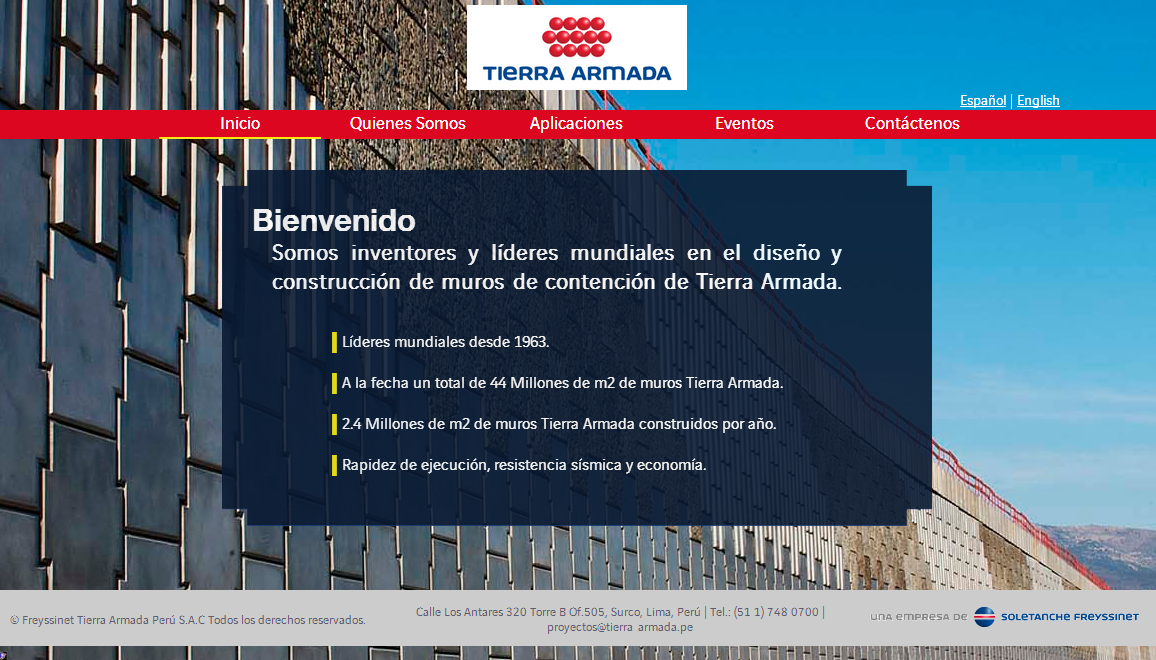 TIERRA ARMADA
Español | English
Inicio Quienes Somos Aplicaciones Eventos Contáctenos
Bienvenido
Somos inventores y líderes mundiales en el diseño y
construcción de muros de contención de Tierra Armada.
Líderes mundiales desde 1963.
A la fecha un total de 44 Millones de m2 de muros Tierra Armada.
2.4 Millones de m2 de muros Tierra Armada construidos por año.
Rapidez de ejecución, resistencia sísmica y economía.
© Freyssinet Tierra Armada Perú S.A.C Todos los derechos reservados.
Calle Los Antares 320 Torre B Of.505, Surco, Lima, Perú | Tel.: (51 1) 748 0700 |
proyectos@tierra armada.pe
una empresa de SOLETANCHE FREYSSINET